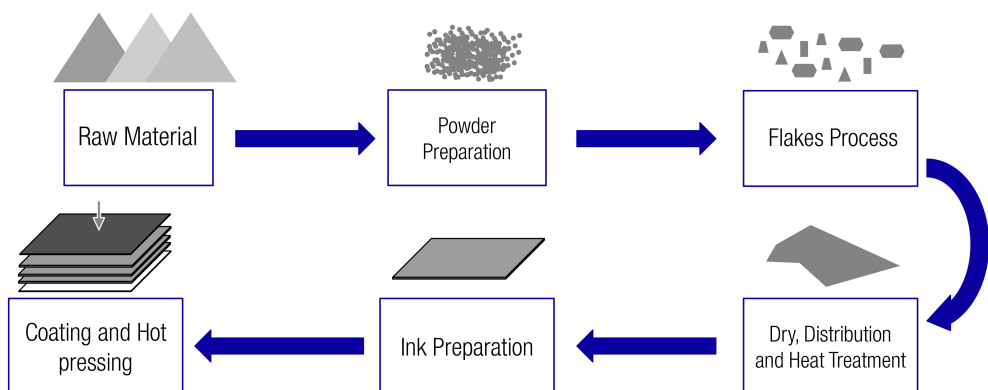 Raw Material
Powder
Preparation
Flakes Process
Dry, Distribution
and Heat Treatment
Ink Preparation
Coating and Hot
pressing